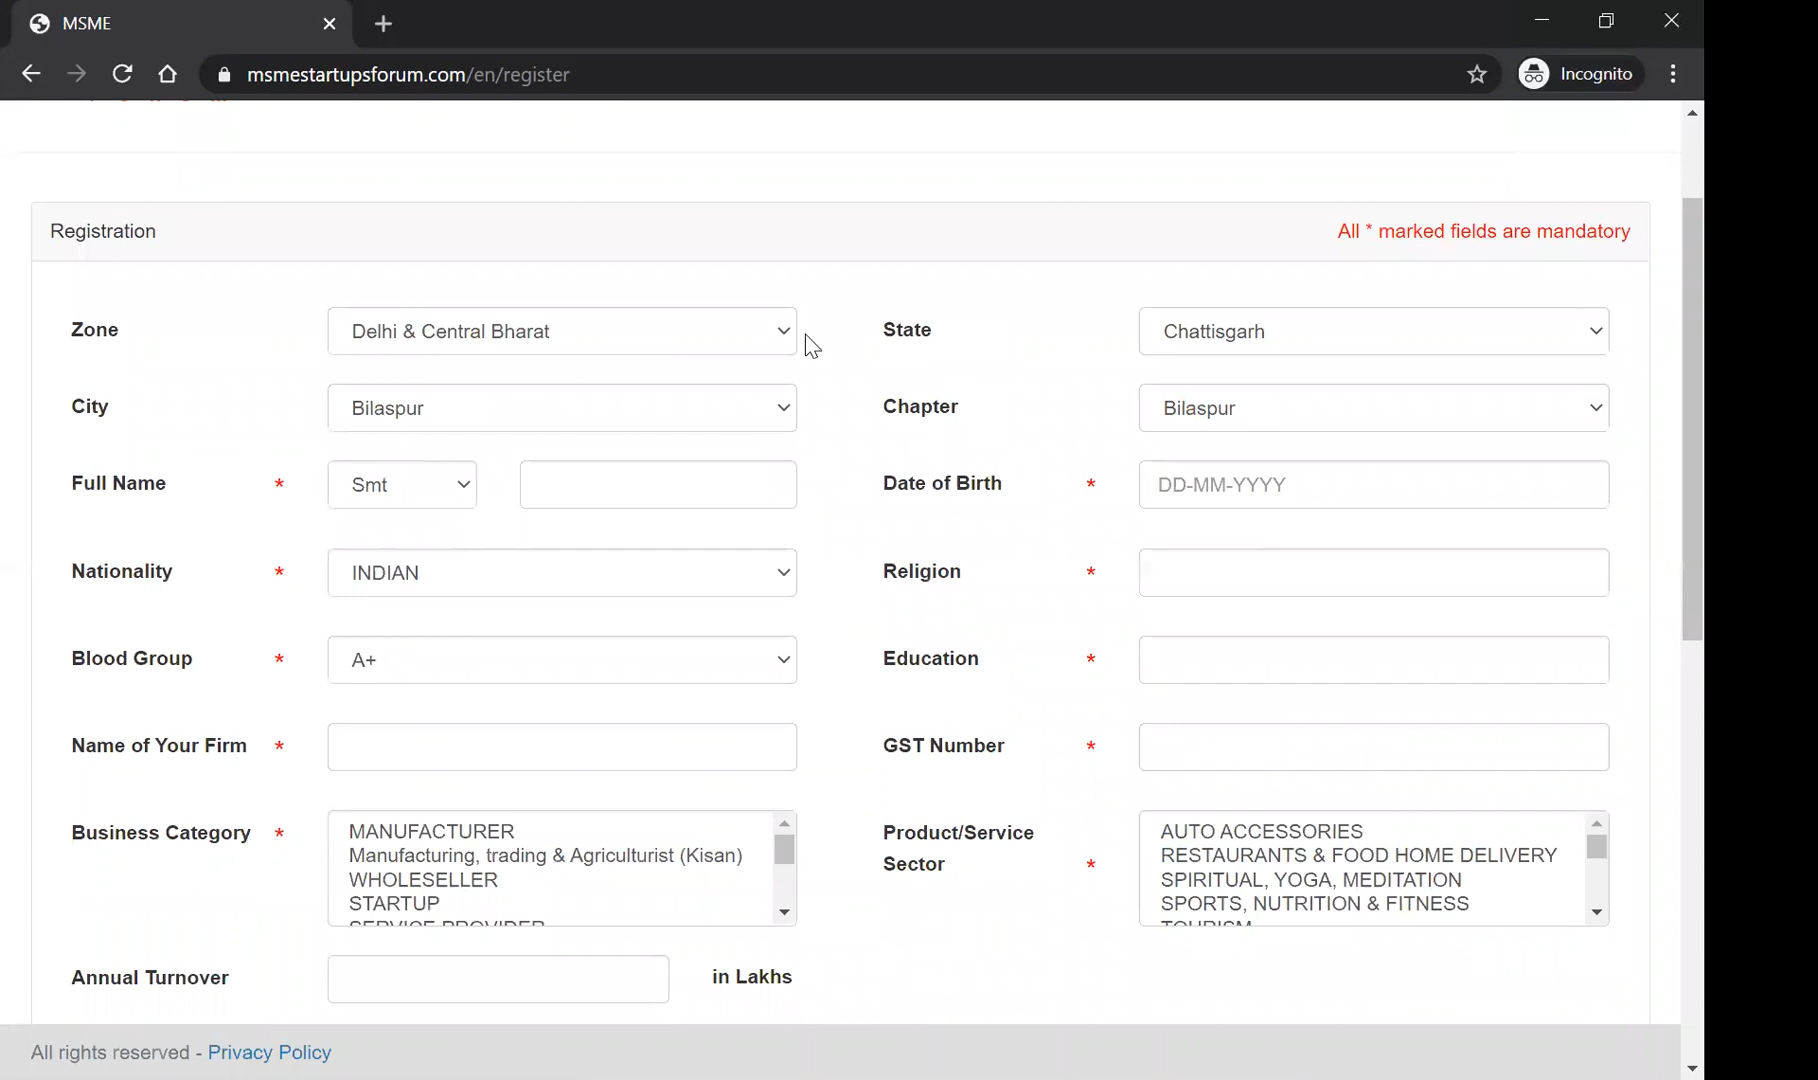 MSME
msmestartupsforum.com/en/register
Incognito
Registration
All * marked fields are mandatory
Zone
Delhi & Central Bharat
State
Chattisgarh
City
Bilaspur
Chapter
Bilaspur
Full Name *
Smt
Date of Birth *
DD-MM-YYYY
Nationality *
INDIAN
Religion *
Blood Group *
A+
Education *
Name of Your Firm *
GST Number *
Business Category *
MANUFACTURER
Manufacturing, trading & Agriculturist (Kisan)
WHOLESELLER
STARTUP
SERVICE PROVIDER
Product/Service
Sector *
AUTO ACCESSORIES
RESTAURANTS & FOOD HOME DELIVERY
SPIRITUAL, YOGA, MEDITATION
SPORTS, NUTRITION & FITNESS
TOURISM
Annual Turnover
in Lakhs
All rights reserved - Privacy Policy